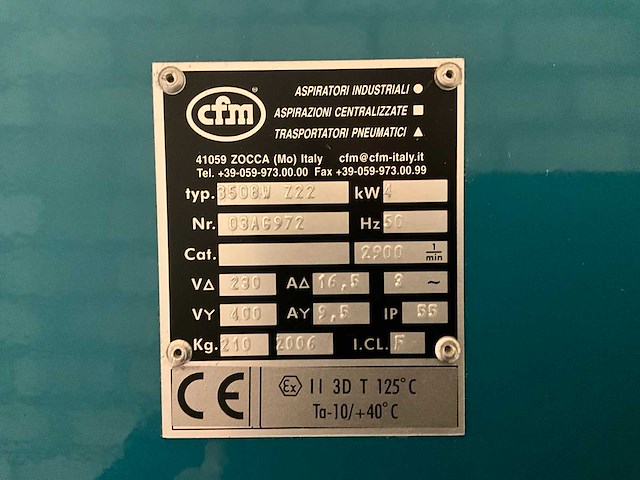 cfm®
ASPIRATORI INDUSTRIALI ●
ASPIRAZIONI CENTRALIZZATE ■
TRASPORTATORI PNEUMATICI ▲
41059 ZOCCA (Mo) Italy cfm@cfm-italy.it
Tel. +39-059-973.00.00 Fax +39-059-973.00.99
typ. 3508W Z22 kW 4
Nr. 03AG972 Hz 50
Cat. 2900 1/min
V△ 230 A△ 16,5 3 ~
VY 400 AY 9,5 IP 55
Kg. 210 2006 I.CL. F
CE Ex II 3D T 125°C
Ta-10/+40°C